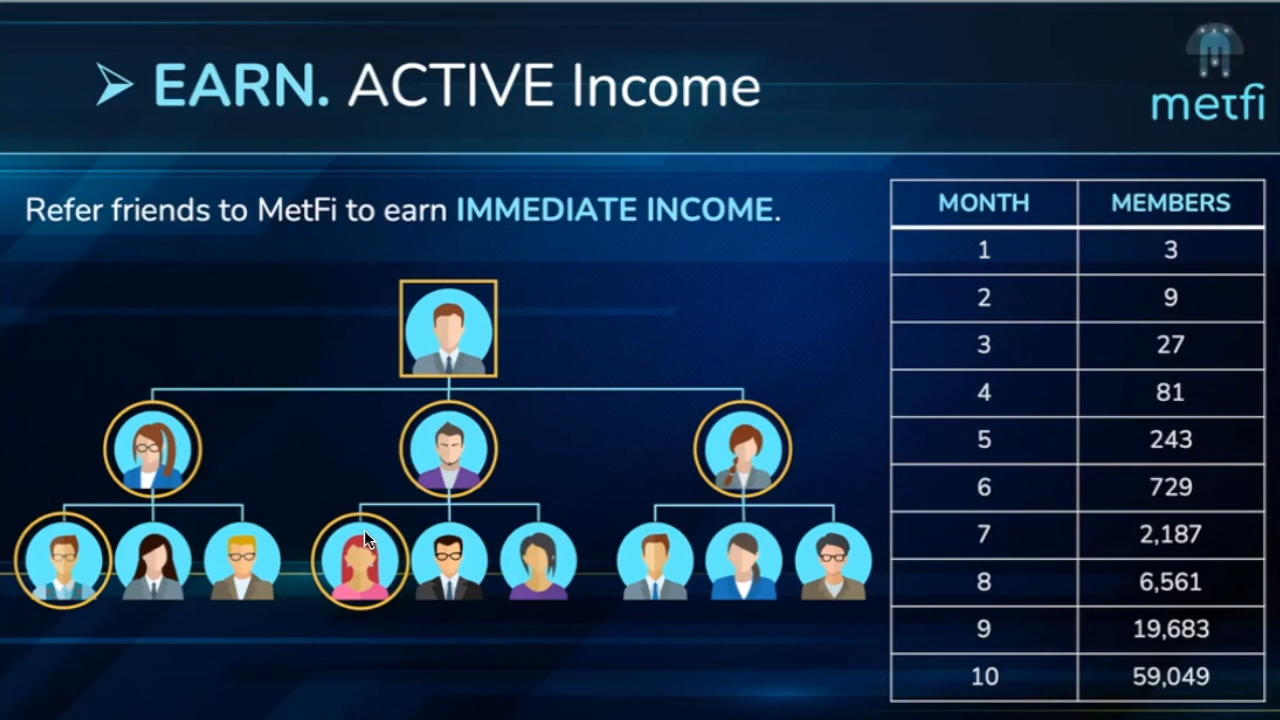 EARN. ACTIVE Income
metfi
Refer friends to MetFi to earn IMMEDIATE INCOME.
MONTH MEMBERS
1 3
2 9
3 27
4 81
5 243
6 729
7 2,187
8 6,561
9 19,683
10 59,049